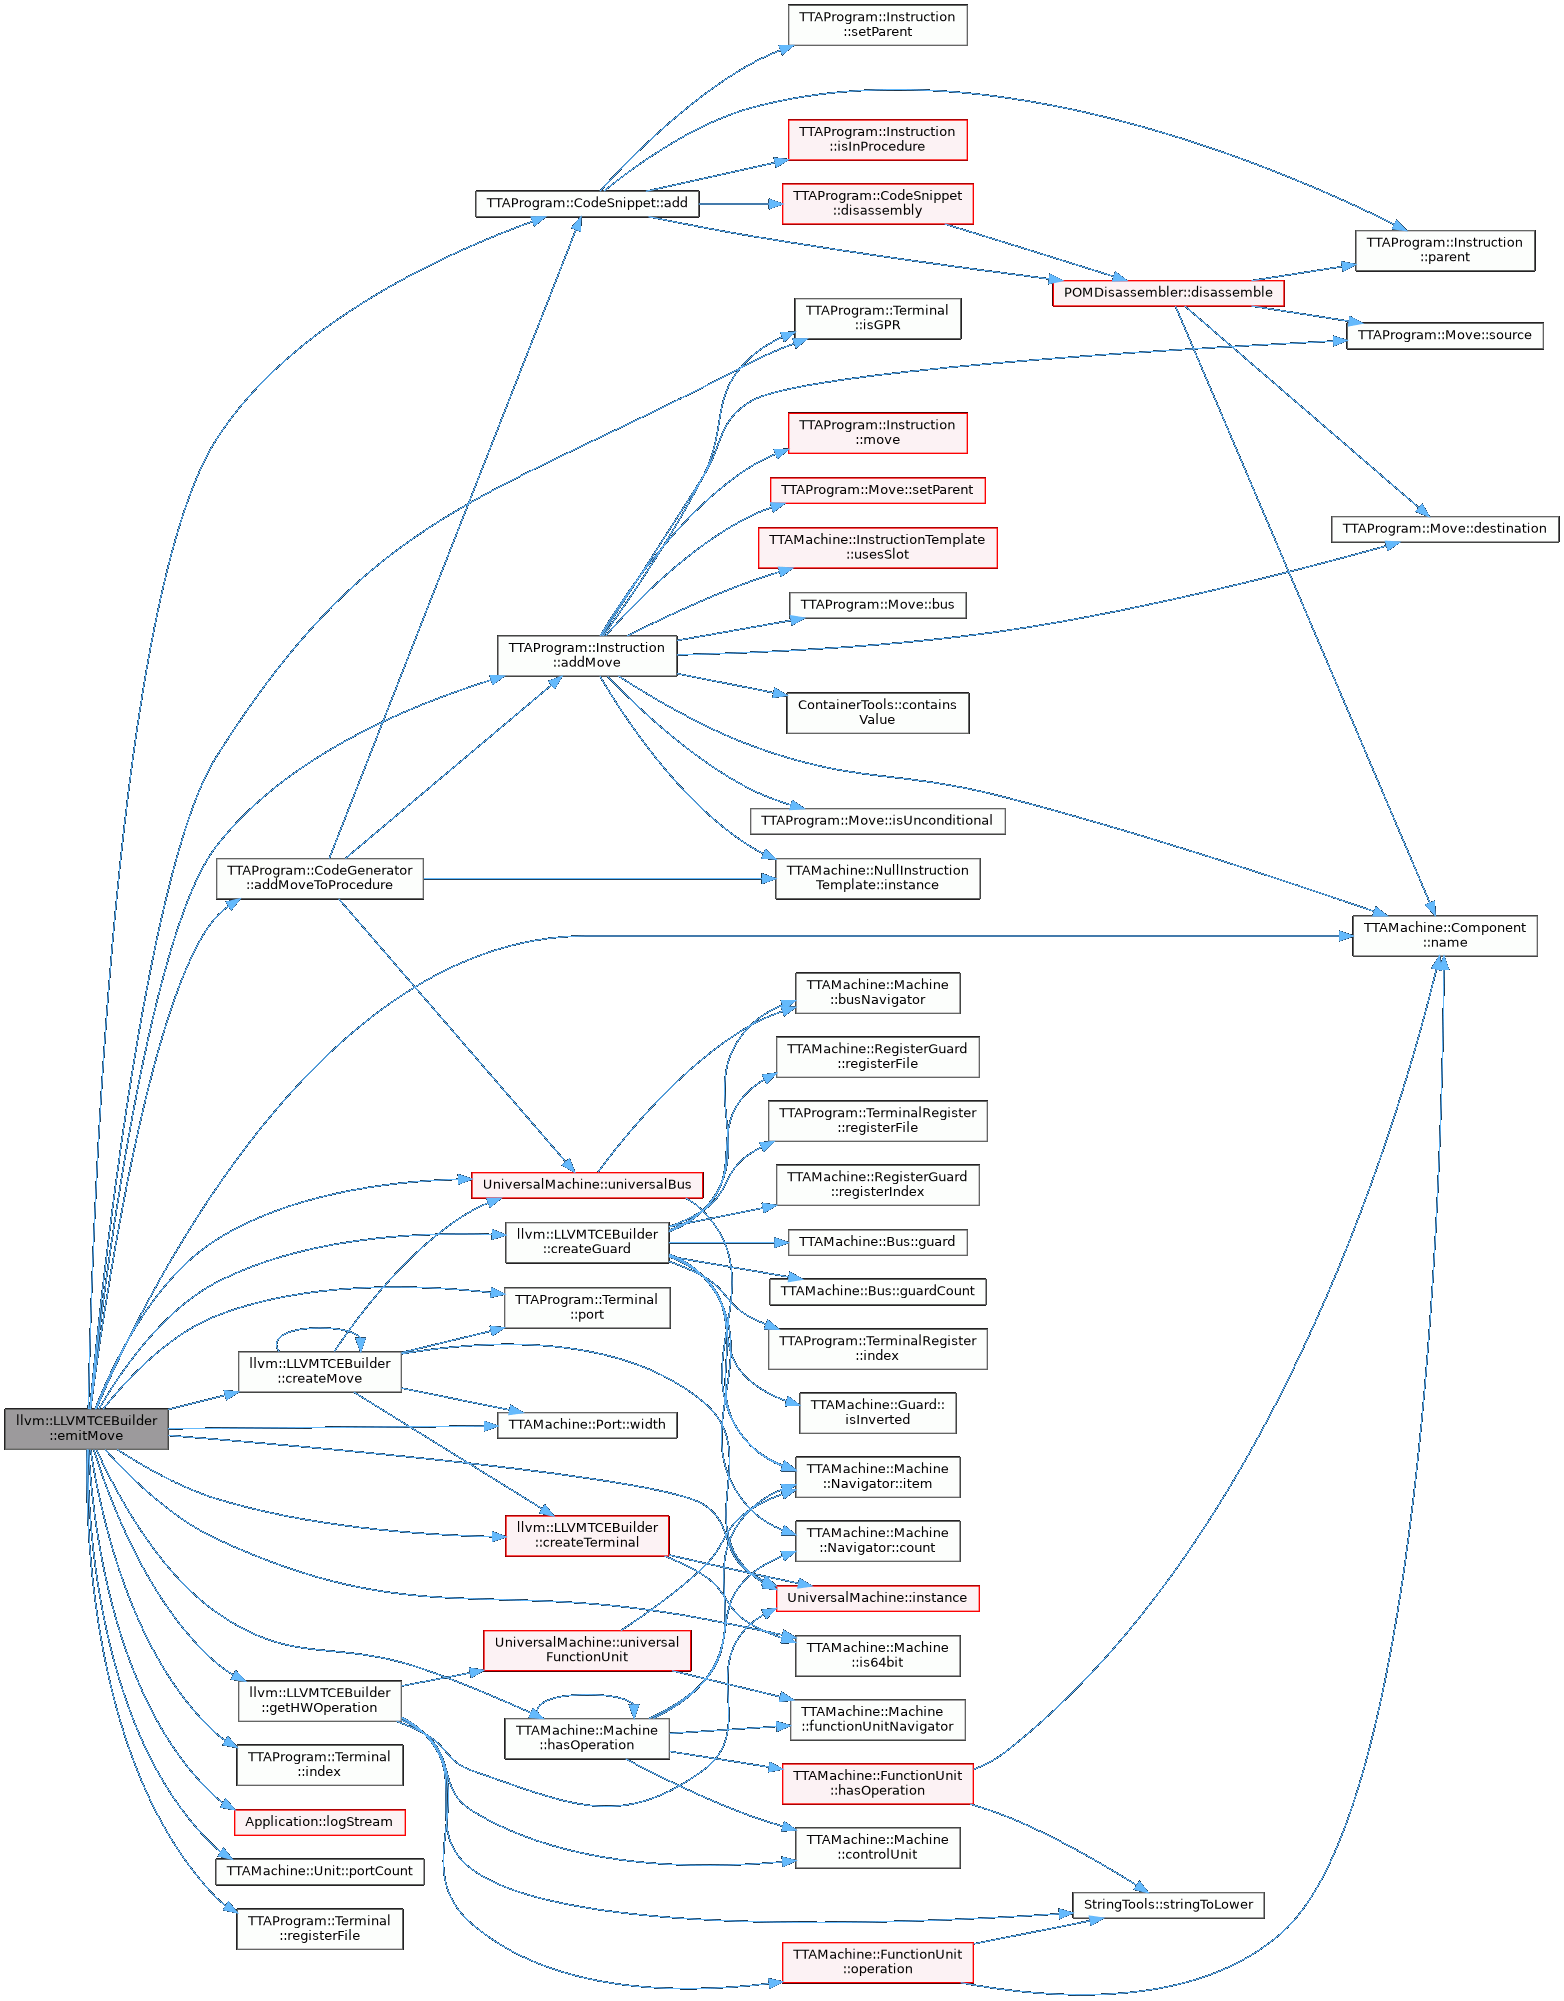 TTAProgram::Instruction
::setParent
TTAProgram::Instruction
::isInProcedure
TTAProgram::CodeSnippet::add
TTAProgram::CodeSnippet
::disassembly
TTAProgram::Instruction
::parent
POMDisassembler::disassemble
TTAProgram::Terminal
::isGPR
TTAProgram::Move::source
TTAProgram::Instruction
::move
TTAProgram::Move::setParent
TTAProgram::Move::destination
TTAMachine::InstructionTemplate
::usesSlot
TTAProgram::Move::bus
TTAProgram::Instruction
::addMove
ContainerTools::contains
Value
TTAProgram::Move::isUnconditional
TTAProgram::CodeGenerator
::addMoveToProcedure
TTAMachine::NullInstruction
Template::instance
TTAMachine::Component
::name
TTAMachine::Machine
::busNavigator
TTAMachine::RegisterGuard
::registerFile
TTAProgram::TerminalRegister
::registerFile
UniversalMachine::universalBus
TTAMachine::RegisterGuard
::registerIndex
llvm::LLVMTCEBuilder
::createGuard
TTAMachine::Bus::guard
TTAMachine::Bus::guardCount
TTAProgram::Terminal
::port
TTAProgram::TerminalRegister
::index
llvm::LLVMTCEBuilder
::createMove
TTAMachine::Guard::
isInverted
llvm::LLVMTCEBuilder
::emitMove
TTAMachine::Port::width
TTAMachine::Machine
::Navigator::item
llvm::LLVMTCEBuilder
::createTerminal
TTAMachine::Machine
::Navigator::count
UniversalMachine::instance
UniversalMachine::universal
FunctionUnit
TTAMachine::Machine
::is64bit
llvm::LLVMTCEBuilder
::getHWOperation
TTAMachine::Machine
::functionUnitNavigator
TTAMachine::Machine
::hasOperation
TTAProgram::Terminal
::index
TTAMachine::FunctionUnit
::hasOperation
Application::logStream
TTAMachine::Machine
::controlUnit
TTAMachine::Unit::portCount
StringTools::stringToLower
TTAProgram::Terminal
::registerFile
TTAMachine::FunctionUnit
::operation